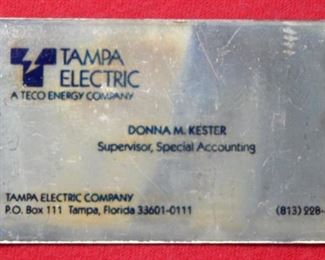 TAMPA
ELECTRIC
A TECO ENERGY COMPANY
DONNA M. KESTER
Supervisor, Special Accounting
TAMPA ELECTRIC COMPANY
P.O. Box 111 Tampa, Florida 33601-0111 (813) 228-